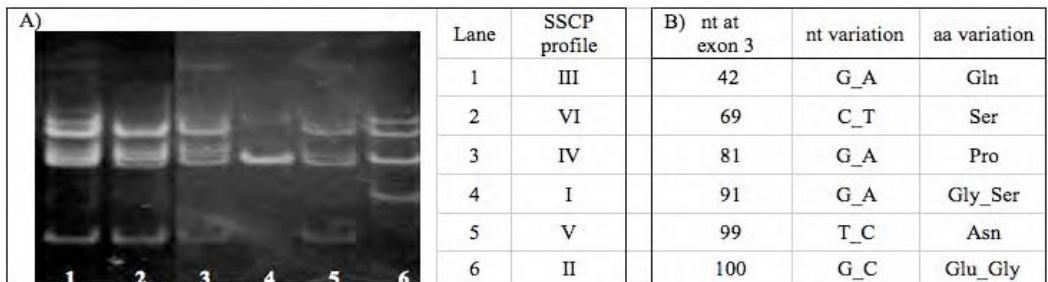 A)
1 2 3 4 5 6
Lane SSCP profile
1 III
2 VI
3 IV
4 I
5 V
6 II
B) nt at exon 3 nt variation aa variation
42 G_A Gln
69 C_T Ser
81 G_A Pro
91 G_A Gly_Ser
99 T_C Asn
100 G_C Glu_Gly